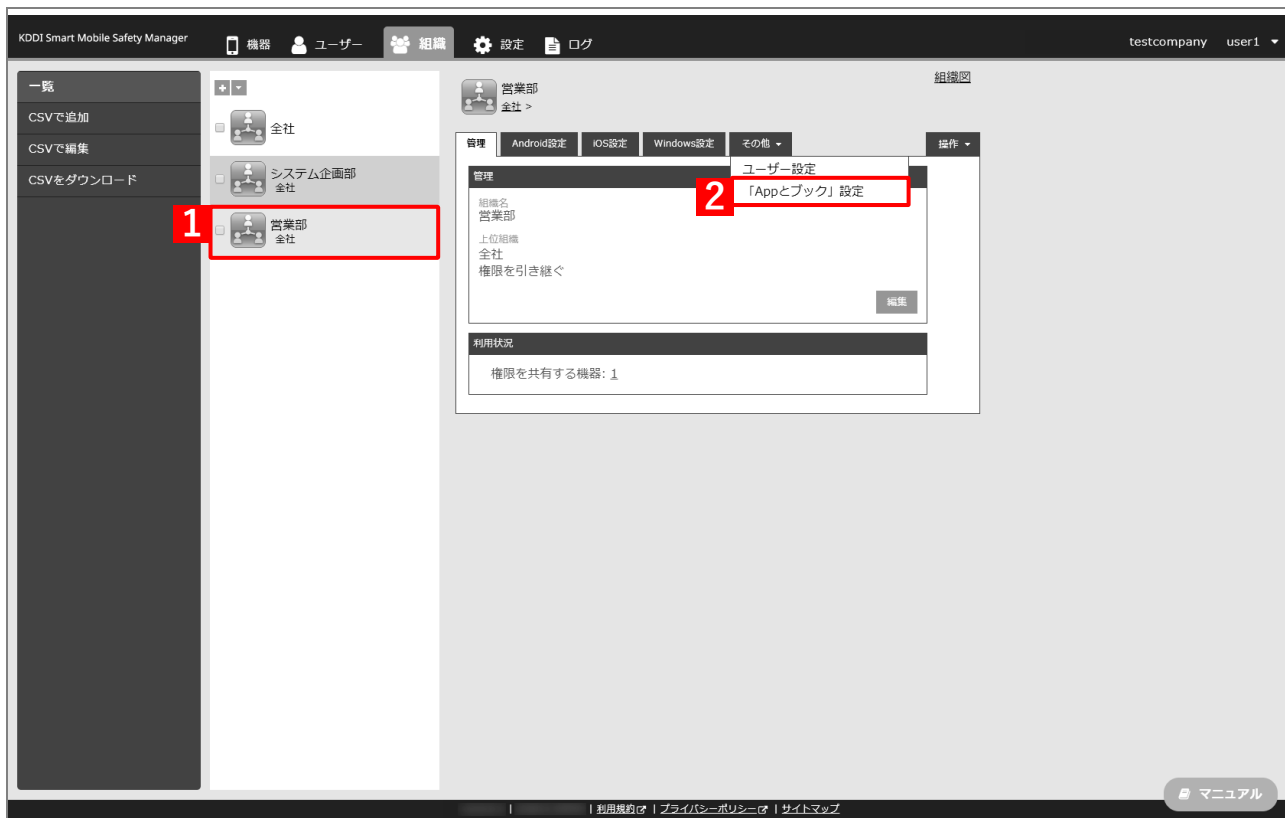 KDDI Smart Mobile Safety Manager
機器 ユーザー 組織 設定 ログ
testcompany user1
一覧
CSVで追加
CSVで編集
CSVをダウンロード
全社
システム企画部
全社
1
営業部
全社
営業部
全社 >
組織図
管理 Android設定 iOS設定 Windows設定 その他 操作
ユーザー設定
2
「Appとブック」設定
管理
組織名
営業部
上位組織
全社
権限を引き継ぐ
編集
利用状況
権限を共有する機器: 1
マニュアル
| | 利用規約 | プライバシーポリシー | サイトマップ